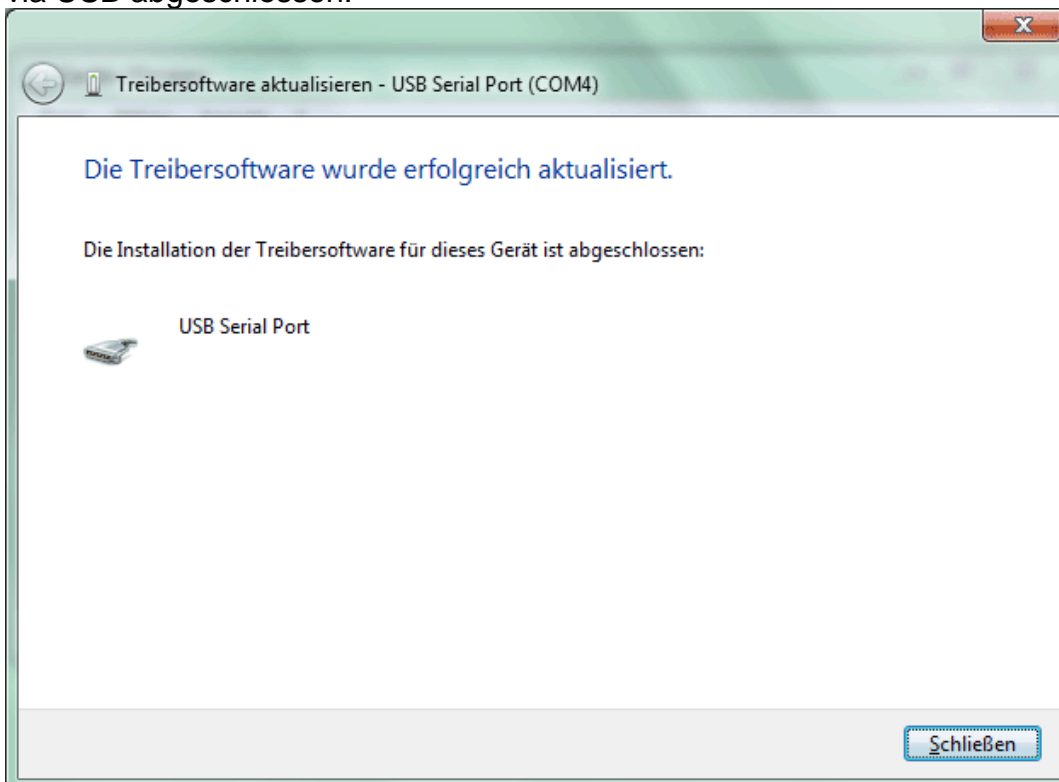 via USB abgeschlossen.
Treibersoftware aktualisieren - USB Serial Port (COM4)
Die Treibersoftware wurde erfolgreich aktualisiert.
Die Installation der Treibersoftware für dieses Gerät ist abgeschlossen:
USB Serial Port
Schließen